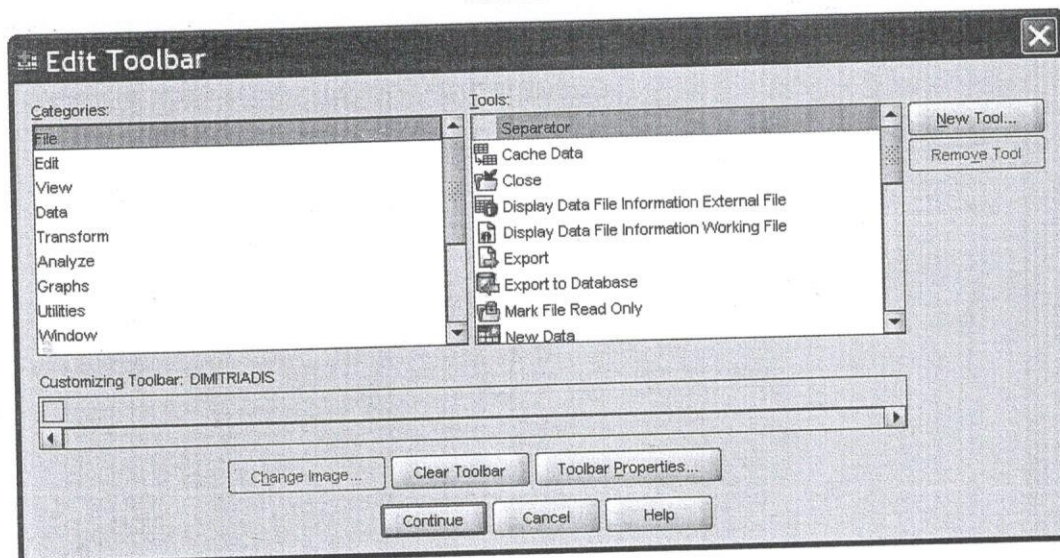 Edit Toolbar
Categories:
File
Edit
View
Data
Transform
Analyze
Graphs
Utilities
Window
Tools:
Separator
Cache Data
Close
Display Data File Information External File
Display Data File Information Working File
Export
Export to Database
Mark File Read Only
New Data
New Tool...
Remove Tool
Customizing Toolbar: DIMITRIADIS
Change Image...
Clear Toolbar
Toolbar Properties...
Continue
Cancel
Help